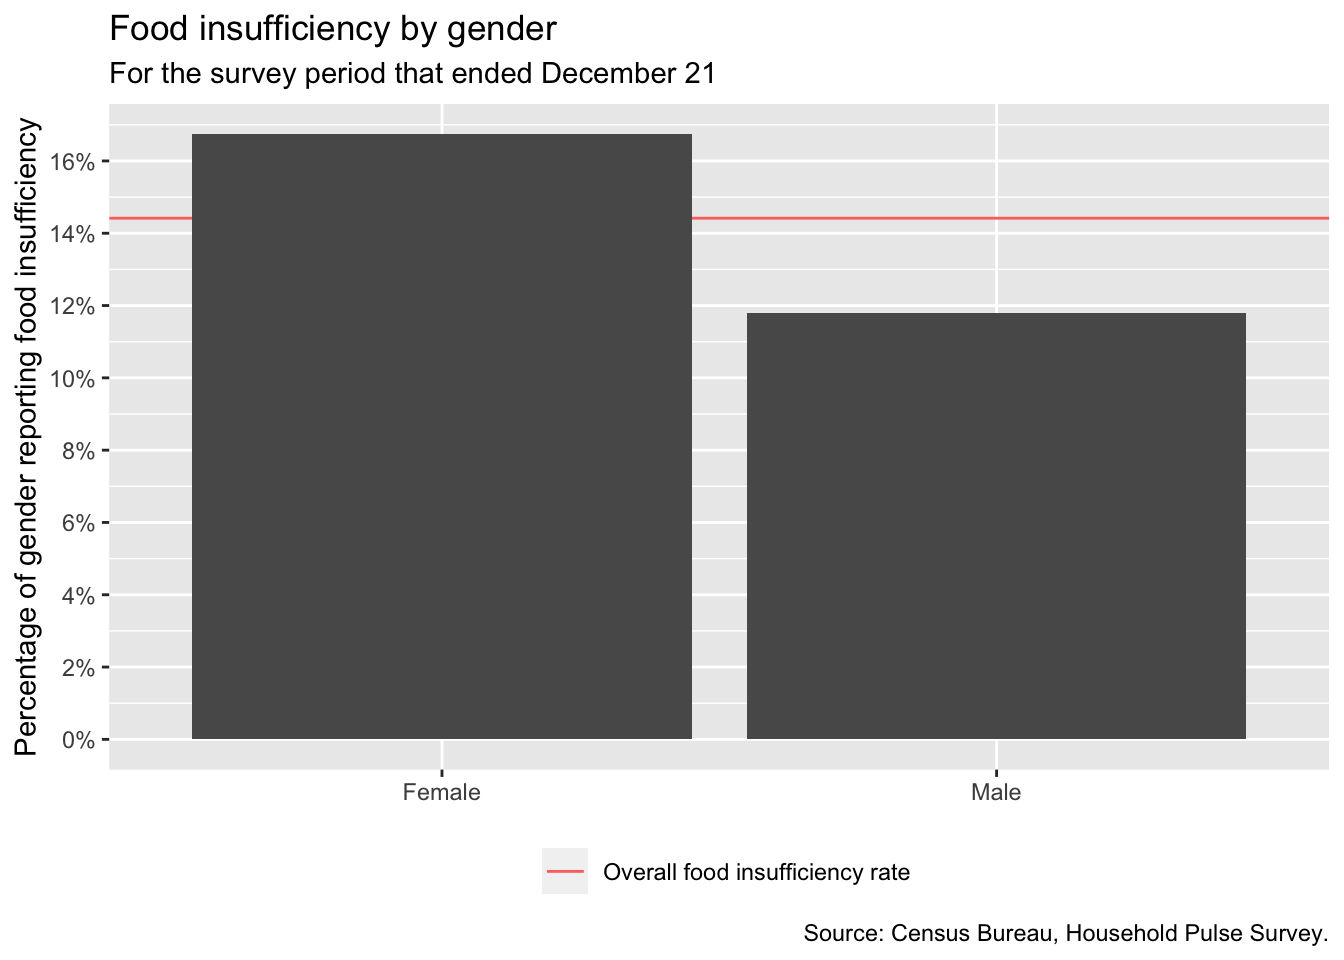 Food insufficiency by gender
For the survey period that ended December 21
Percentage of gender reporting food insufficiency
16%
14%
12%
10%
8%
6%
4%
2%
0%
Female
Male
Overall food insufficiency rate
Source: Census Bureau, Household Pulse Survey.